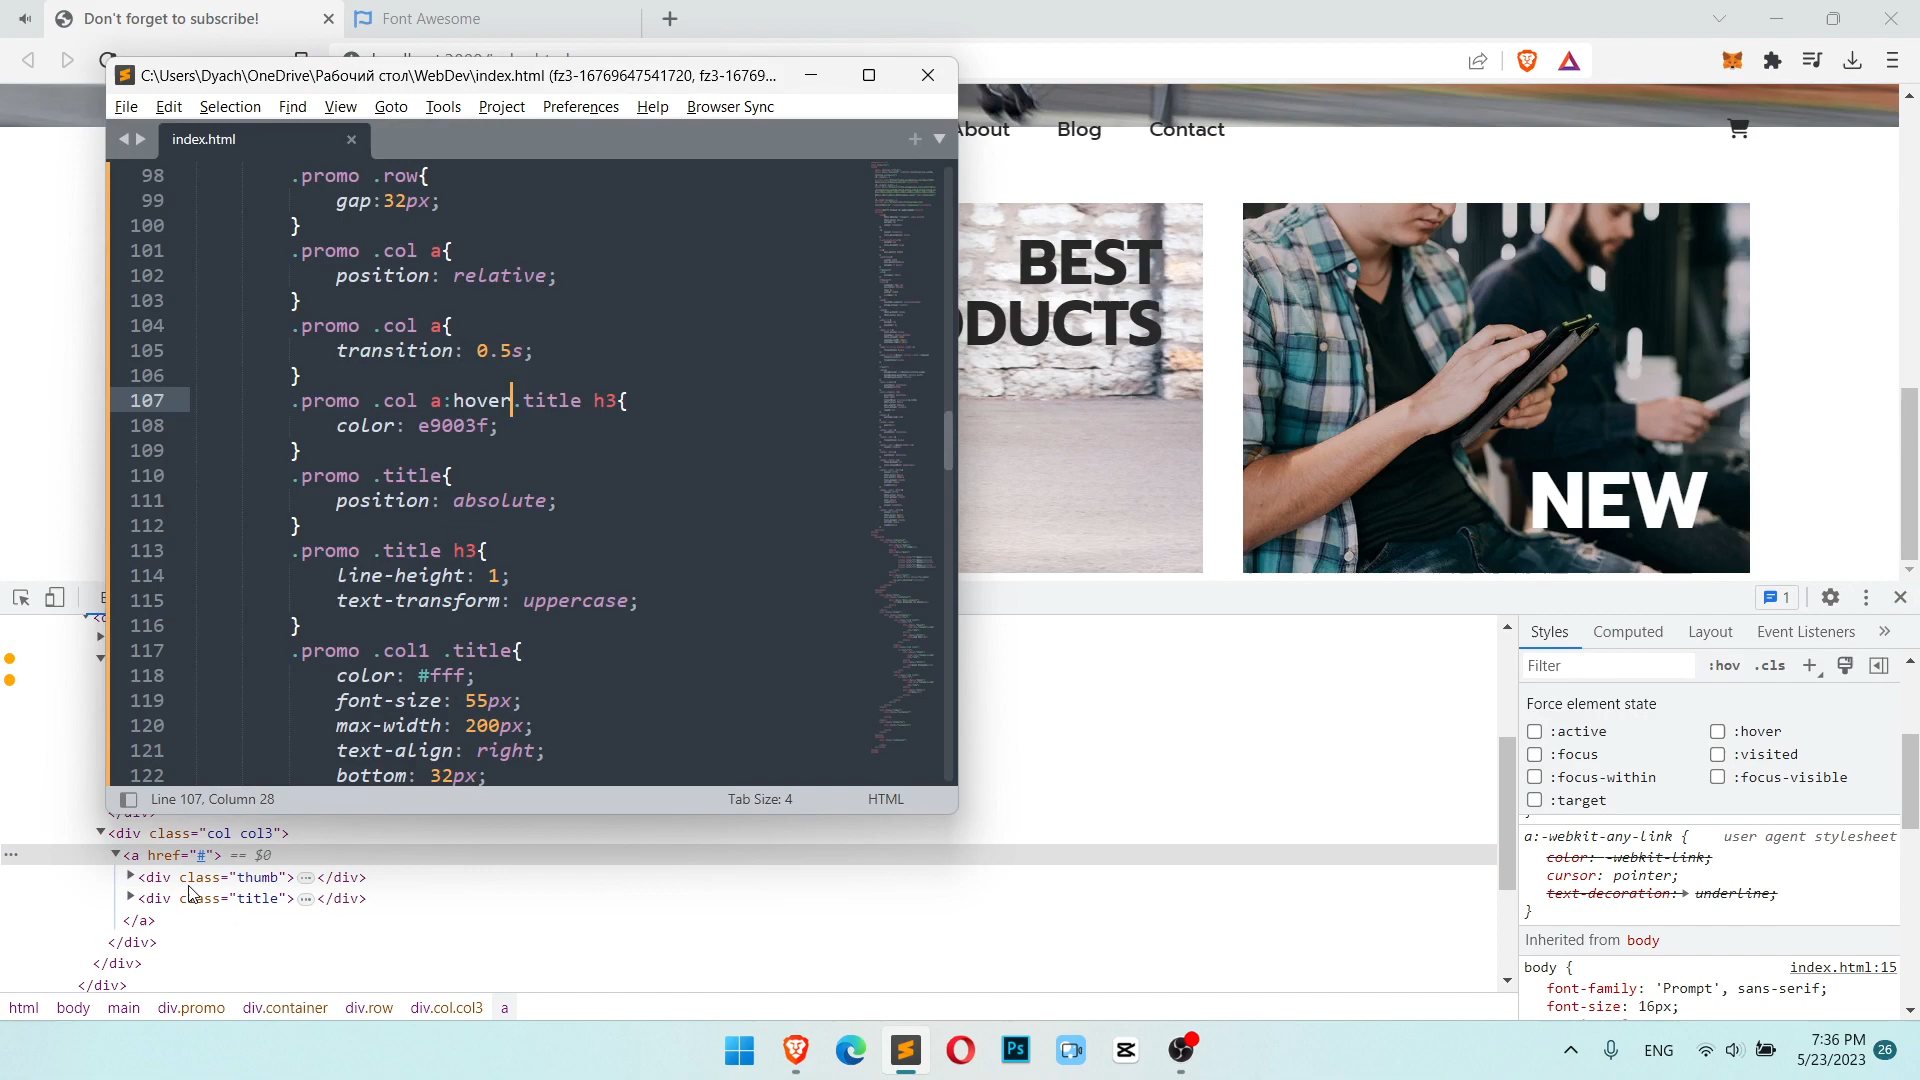 Don't forget to subscribe!
Font Awesome
C:\Users\Dyach\OneDrive\Рабочий стол\WebDev\index.html (fz3-16769647541720, fz3-16769...
File Edit Selection Find View Goto Tools Project Preferences Help Browser Sync
index.html
98 .promo .row{
99 gap:32px;
100 }
101 .promo .col a{
102 position: relative;
103 }
104 .promo .col a{
105 transition: 0.5s;
106 }
107 .promo .col a:hover.title h3{
108 color: e9003f;
109 }
110 .promo .title{
111 position: absolute;
112 }
113 .promo .title h3{
114 line-height: 1;
115 text-transform: uppercase;
116 }
117 .promo .col1 .title{
118 color: #fff;
119 font-size: 55px;
120 max-width: 200px;
121 text-align: right;
122 bottom: 32px;
Line 107, Column 28
Tab Size: 4
HTML
About Blog Contact
BEST
ODUCTS
NEW
1
Styles Computed Layout Event Listeners »
Filter
:hov .cls
Force element state
:active :hover
:focus :visited
:focus-within :focus-visible
:target
}
a:-webkit-any-link { user agent stylesheet
color: -webkit-link;
cursor: pointer;
text-decoration: underline;
}
Inherited from body
body { index.html:15
font-family: 'Prompt', sans-serif;
font-size: 16px;
</div>
<div class="col col3">
<a href="#"> == $0
<div class="thumb"> ... </div>
<div class="title"> ... </div>
</a>
</div>
</div>
</div>
html body main div.promo div.container div.row div.col.col3 a
Ps
ENG
7:36 PM
5/23/2023
26